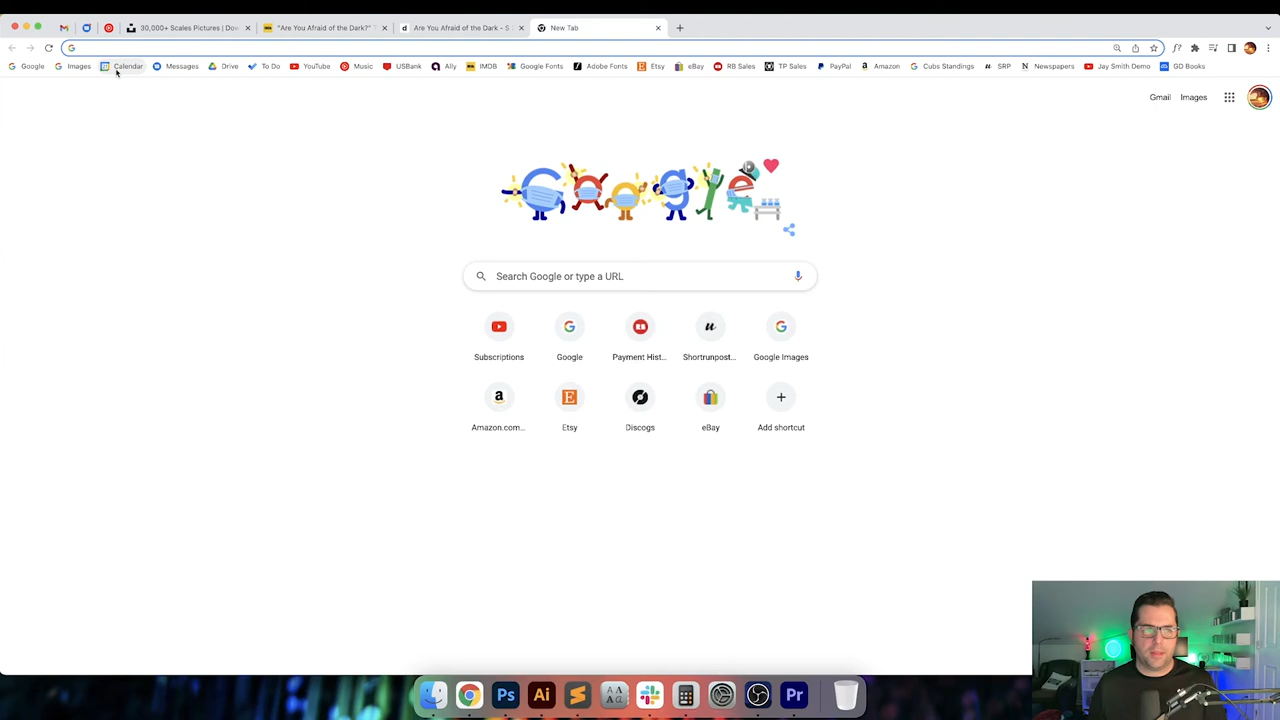 30,000+ Scales Pictures | Dow
"Are You Afraid of the Dark?" T
Are You Afraid of the Dark - S
New Tab
Google Images Calendar Messages Drive To Do YouTube Music USBank Ally IMDB Google Fonts Adobe Fonts Etsy eBay RB Sales TP Sales PayPal Amazon Cubs Standings SRP Newspapers Jay Smith Demo GD Books
Gmail Images
Search Google or type a URL
Subscriptions Google Payment Hist... Shortrunpost... Google Images
Amazon.com... Etsy Discogs eBay Add shortcut
Ps Ai Pr